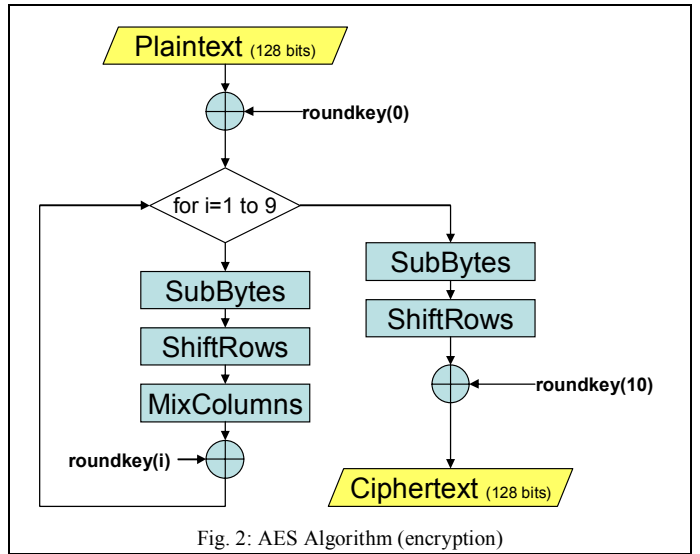 Plaintext (128 bits)
roundkey(0)
for i=1 to 9
SubBytes
ShiftRows
MixColumns
roundkey(i)
SubBytes
ShiftRows
roundkey(10)
Ciphertext (128 bits)
Fig. 2: AES Algorithm (encryption)